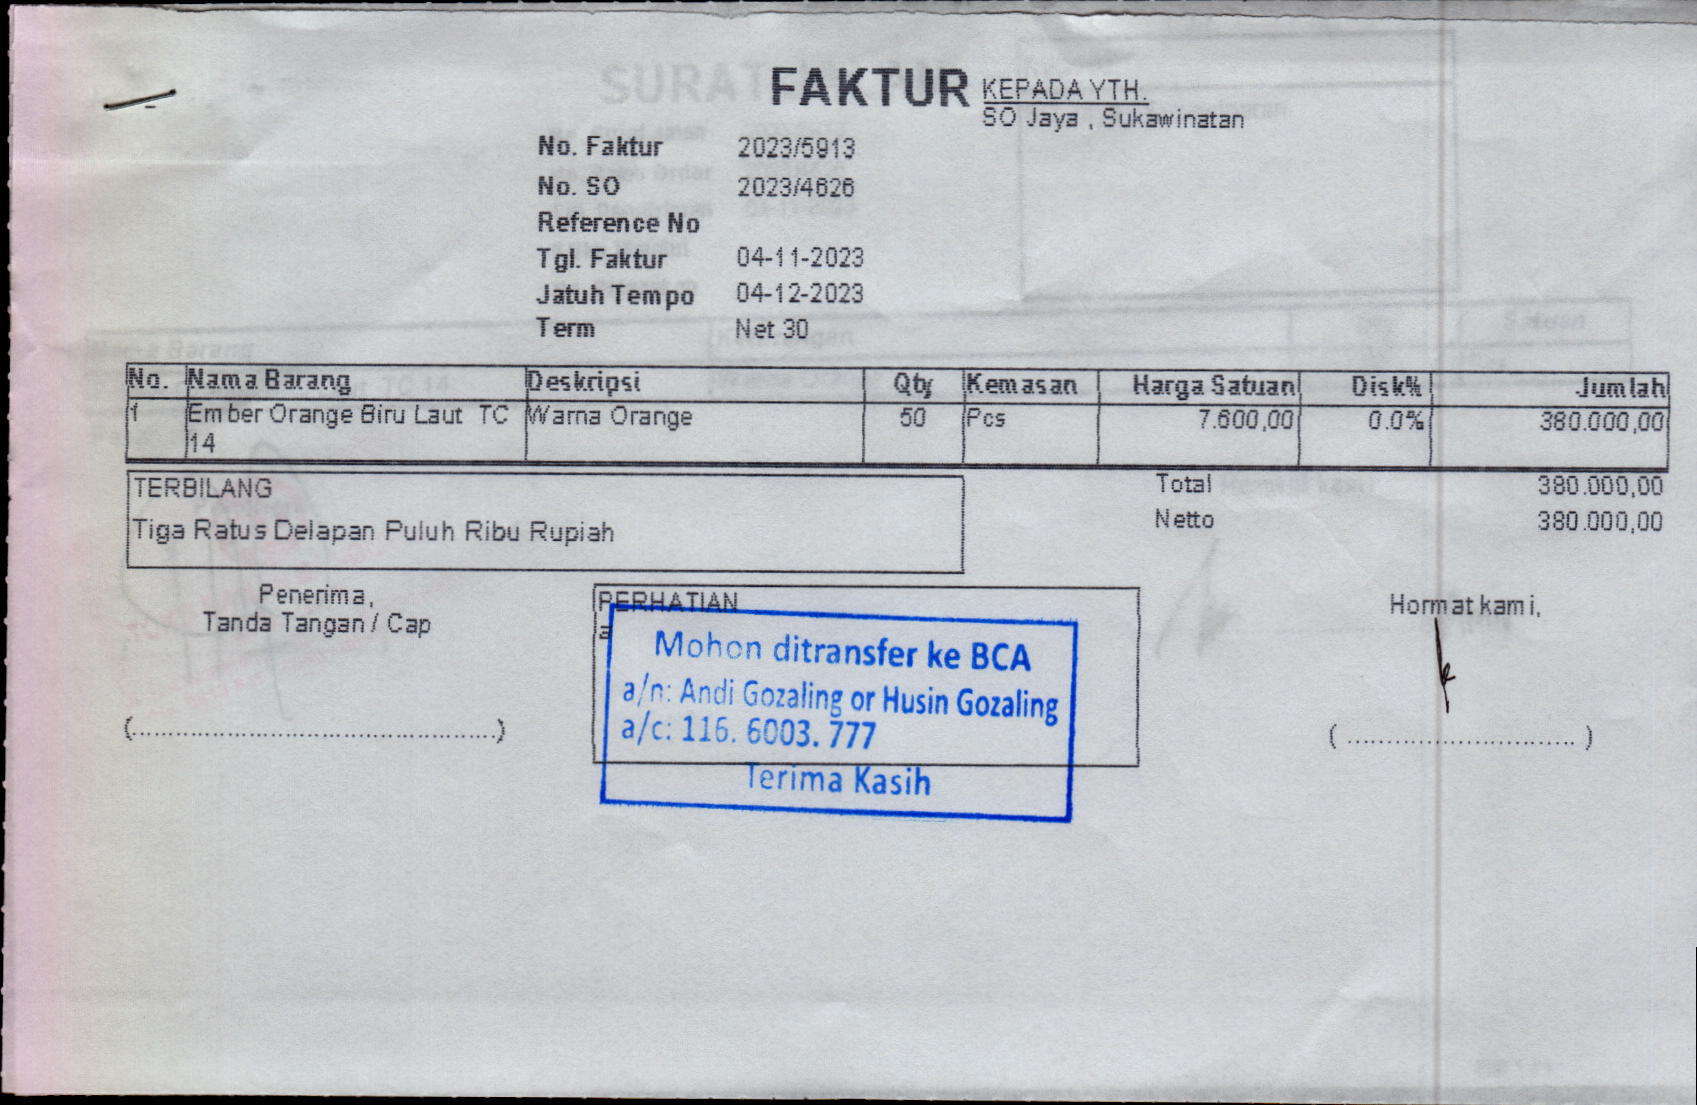 FAKTUR
KEPADA YTH.
SO Jaya , Sukawinatan
No. Faktur 2023/5913
No. SO 2023/4626
Reference No
Tgl. Faktur 04-11-2023
Jatuh Tempo 04-12-2023
Term Net 30
No. Nama Barang Deskripsi Qty Kemasan Harga Satuan Disk% Jumlah
1 Ember Orange Biru Laut TC Warna Orange 50 Pcs 7.600,00 0.0% 380.000,00
14
TERBILANG
Tiga Ratus Delapan Puluh Ribu Rupiah
Total 380.000,00
Netto 380.000,00
Penerima,
Tanda Tangan / Cap
PERHATIAN
Mohon ditransfer ke BCA
a/n: Andi Gozaling or Husin Gozaling
a/c: 116. 6003. 777
Terima Kasih
Hormat kami,
(............................................)
( ............................ )